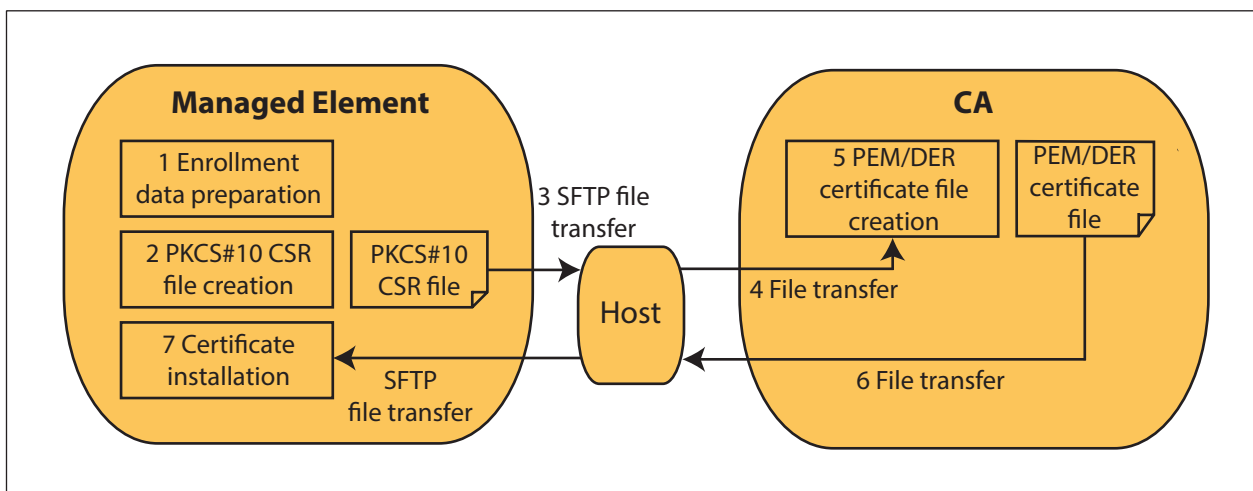 Managed Element
1 Enrollment
data preparation
2 PKCS#10 CSR
file creation
PKCS#10
CSR file
7 Certificate
installation
SFTP
file transfer
3 SFTP file
transfer
Host
4 File transfer
6 File transfer
CA
5 PEM/DER
certificate file
creation
PEM/DER
certificate
file